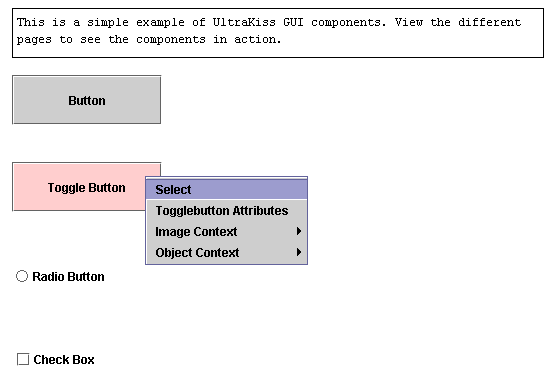 This is a simple example of UltraKiss GUI components. View the different
pages to see the components in action.
Button
Toggle Button
Select
Togglebutton Attributes
Image Context
Object Context
Radio Button
Check Box